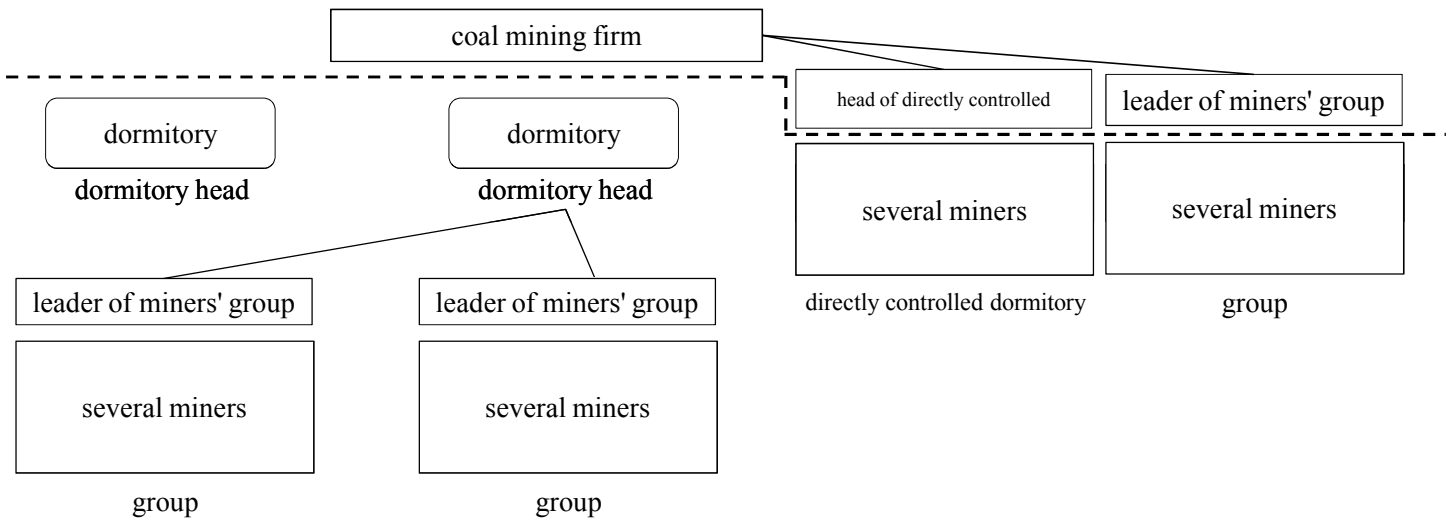 coal mining firm
head of directly controlled
leader of miners' group
dormitory
dormitory
dormitory head
dormitory head
several miners
several miners
leader of miners' group
leader of miners' group
directly controlled dormitory
group
several miners
several miners
group
group